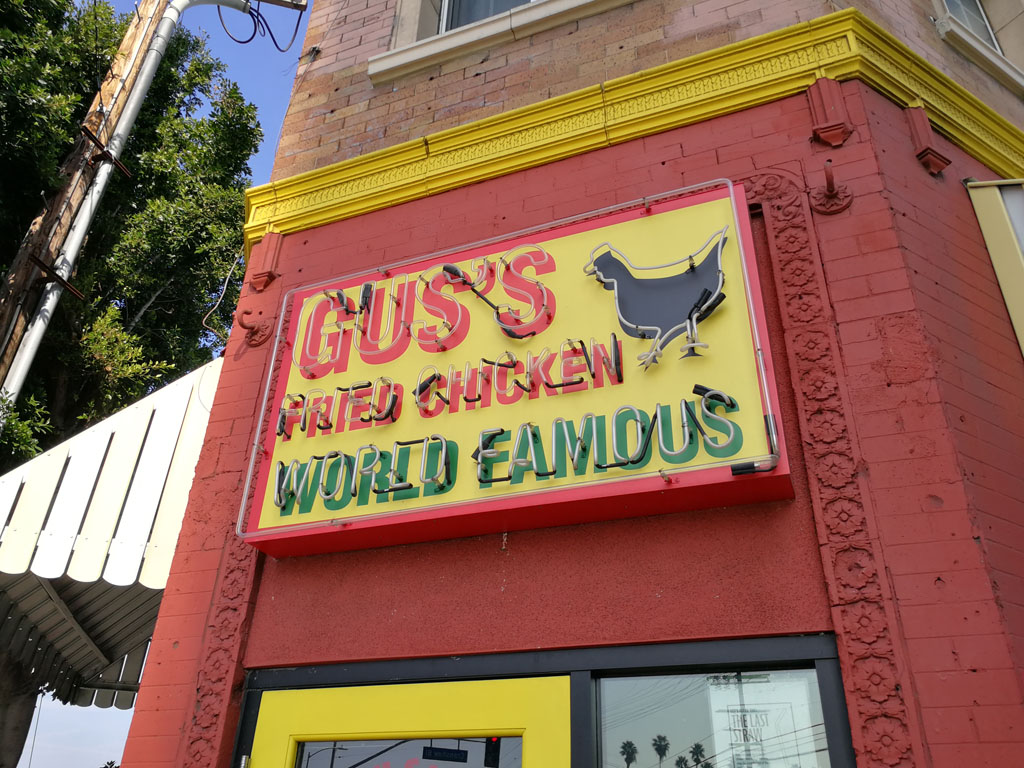 GUS'S
FRIED CHICKEN
WORLD FAMOUS
THE LAST
STRAW